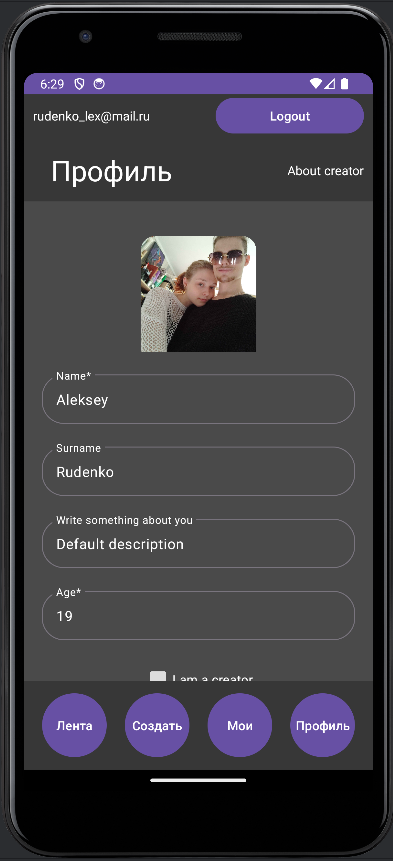 6:29
rudenko_lex@mail.ru
Logout
Профиль
About creator
Name*
Aleksey
Surname
Rudenko
Write something about you
Default description
Age*
19
I am a creator
Лента
Создать
Мои
Профиль